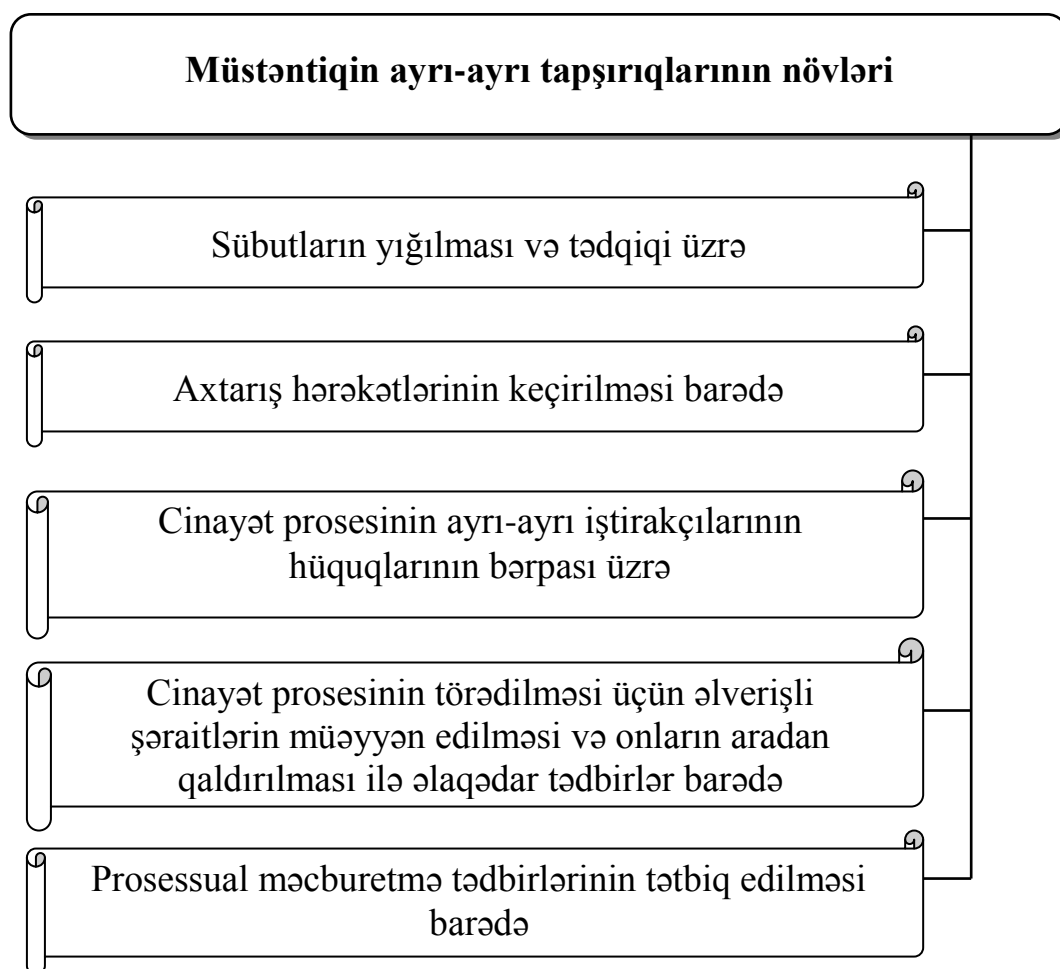 Müstəntiqin ayrı-ayrı tapşırıqlarının növləri
Sübutların yığılması və tədqiqi üzrə
Axtarış hərəkətlərinin keçirilməsi barədə
Cinayət prosesinin ayrı-ayrı iştirakçılarının
hüquqlarının bərpası üzrə
Cinayət prosesinin törədilməsi üçün əlverişli
şəraitlərin müəyyən edilməsi və onların aradan
qaldırılması ilə əlaqədar tədbirlər barədə
Prosessual məcburetmə tədbirlərinin tətbiq edilməsi
barədə